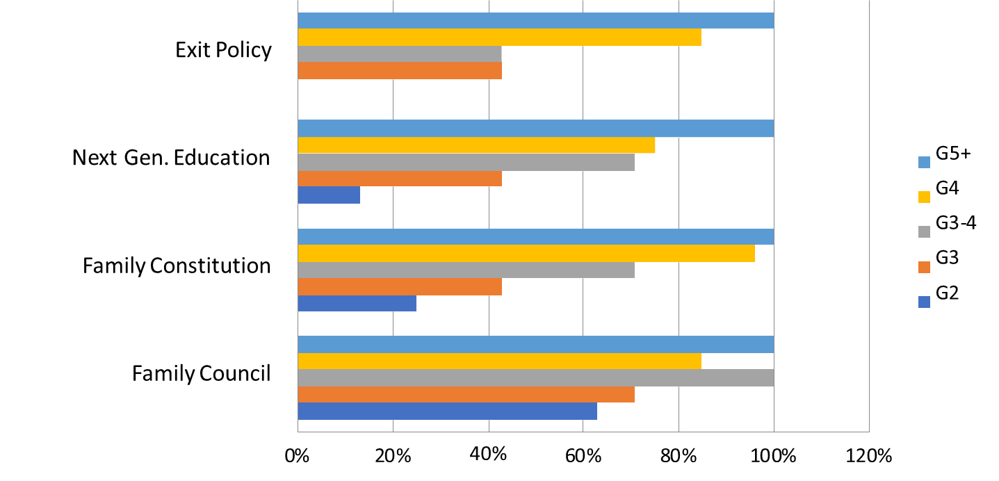 Exit Policy
Next Gen. Education
Family Constitution
Family Council
0% 20% 40% 60% 80% 100% 120%
G5+
G4
G3-4
G3
G2